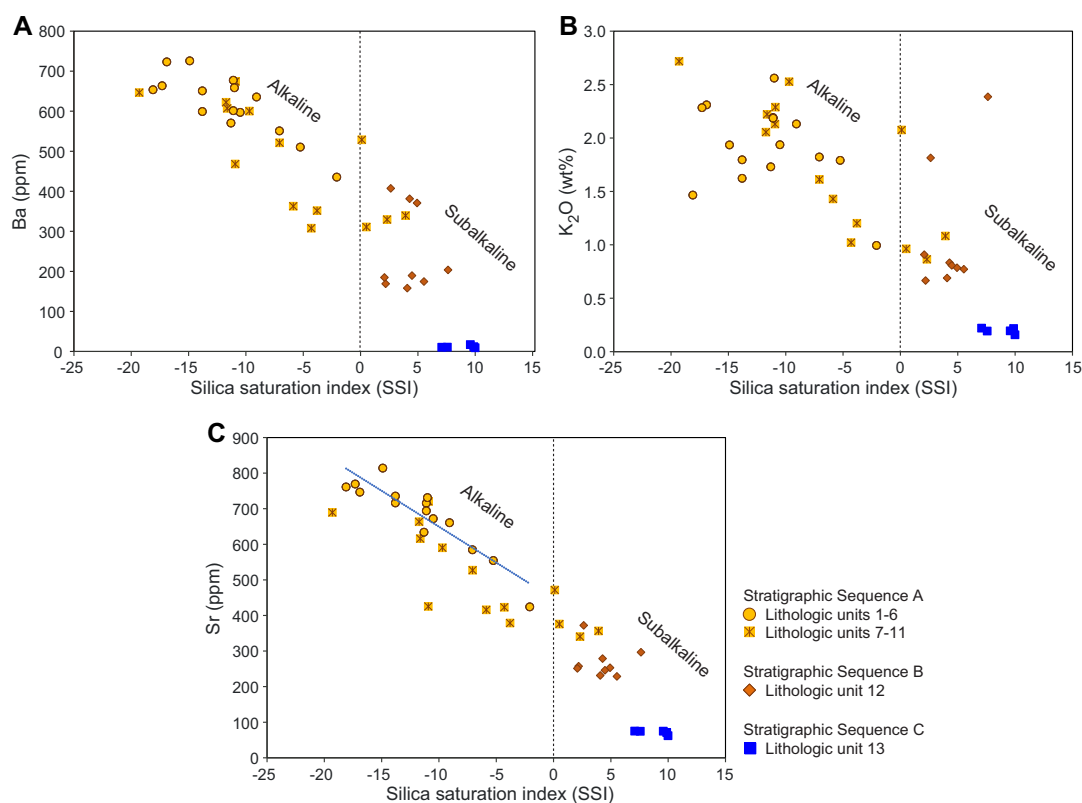 A
Ba (ppm)
800
700
600
500
400
300
200
100
0
-25 -20 -15 -10 -5 0 5 10 15
Silica saturation index (SSI)
Alkaline
Subalkaline
B
K₂O (wt%)
3.0
2.5
2.0
1.5
1.0
0.5
0.0
-25 -20 -15 -10 -5 0 5 10 15
Silica saturation index (SSI)
Alkaline
Subalkaline
C
Sr (ppm)
900
800
700
600
500
400
300
200
100
0
-25 -20 -15 -10 -5 0 5 10 15
Silica saturation index (SSI)
Alkaline
Subalkaline
Stratigraphic Sequence A
Lithologic units 1-6
Lithologic units 7-11
Stratigraphic Sequence B
Lithologic unit 12
Stratigraphic Sequence C
Lithologic unit 13